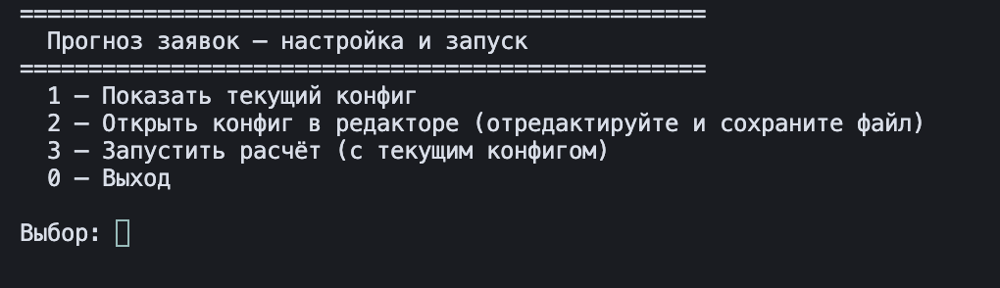 ==================================================
  Прогноз заявок — настройка и запуск
==================================================
  1 — Показать текущий конфиг
  2 — Открыть конфиг в редакторе (отредактируйте и сохраните файл)
  3 — Запустить расчёт (с текущим конфигом)
  0 — Выход
Выбор: